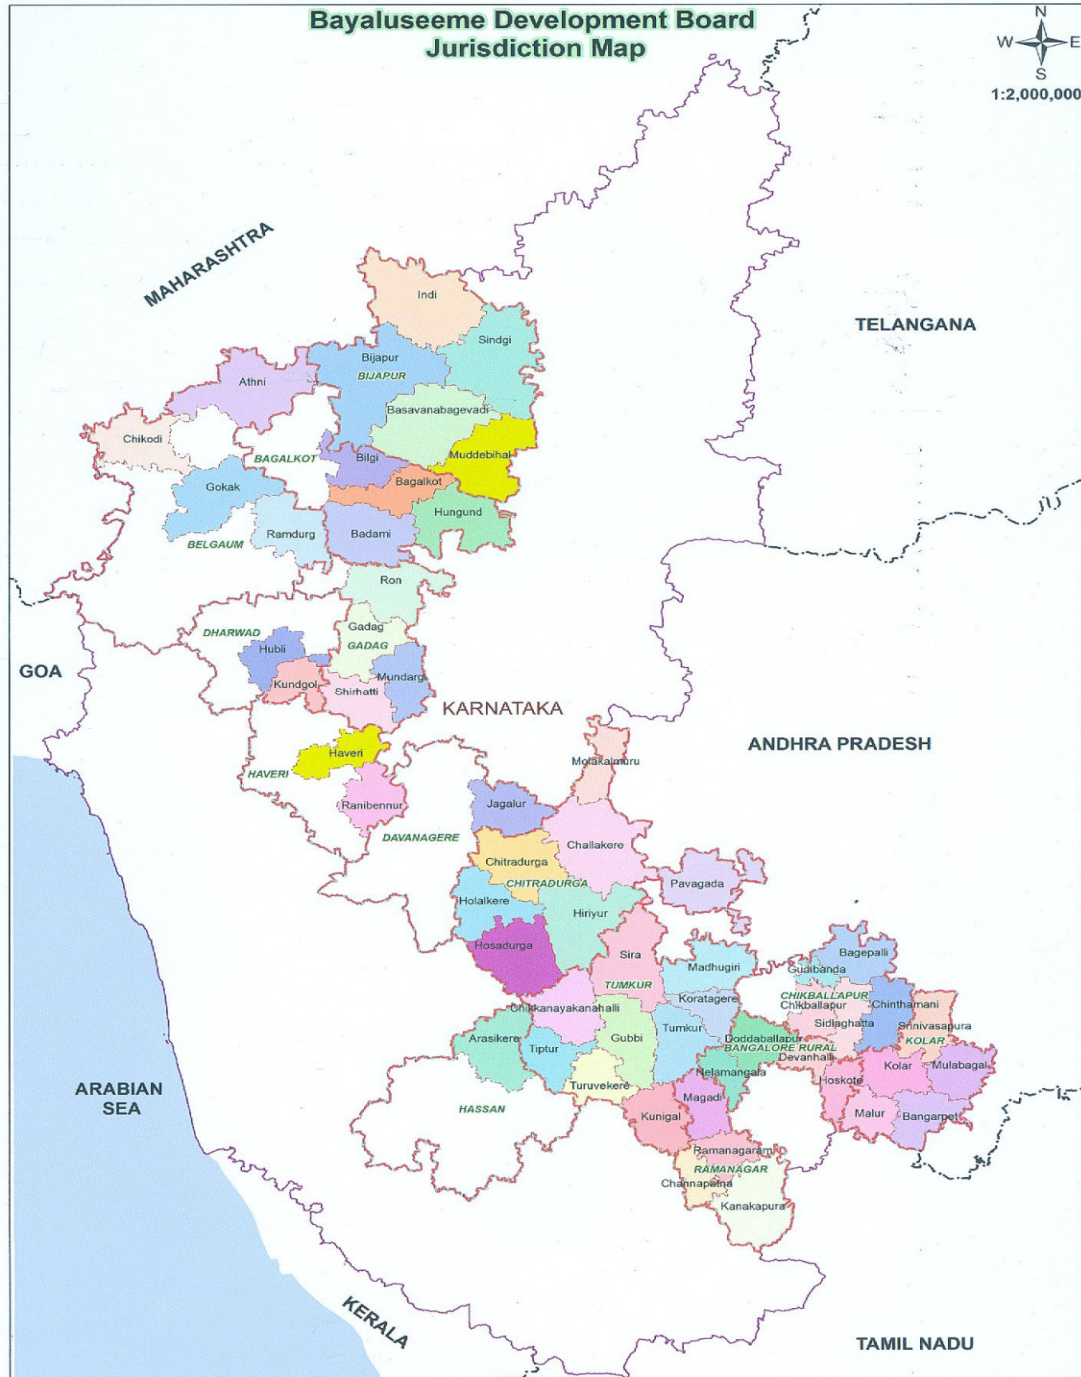 Bayaluseeme Development Board
Jurisdiction Map
N
W
E
S
1:2,000,000
MAHARASHTRA
TELANGANA
Indi
Sindgi
Bijapur
BIJAPUR
Athni
Basavanabagevadi
Chikodi
Muddebihal
BAGALKOT
Bilgi
Bagalkot
Gokak
Hungund
Ramdurg
Badami
BELGAUM
Ron
Gadag
DHARWAD
GADAG
Hubli
GOA
Kundgol
Mundarg
Shirhatti
KARNATAKA
ANDHRA PRADESH
Haveri
HAVERI
Molakalmuru
Ranibennur
Jagalur
DAVANAGERE
Challakere
Chitradurga
CHITRADURGA
Pavagada
Holalkere
Hiriyur
Hosadurga
Sira
Bagepalli
Madhugiri
Gudibanda
TUMKUR
CHIKBALLAPUR
Koratagere
Chikballapur
Chinthamani
Chikkanayakanahalli
Sidlaghatta
Srinivasapura
Tumkur
Arasikere
Gubbi
Doddaballapur
KOLAR
Tiptur
BANGALORE RURAL
Devanhalli
Kolar
Mulabagal
Nelamangala
Hoskote
Turuvekere
ARABIAN
SEA
Magadi
HASSAN
Kunigal
Malur
Bangarpet
Ramanagaram
RAMANAGAR
Channapatna
Kanakapura
KERALA
TAMIL NADU